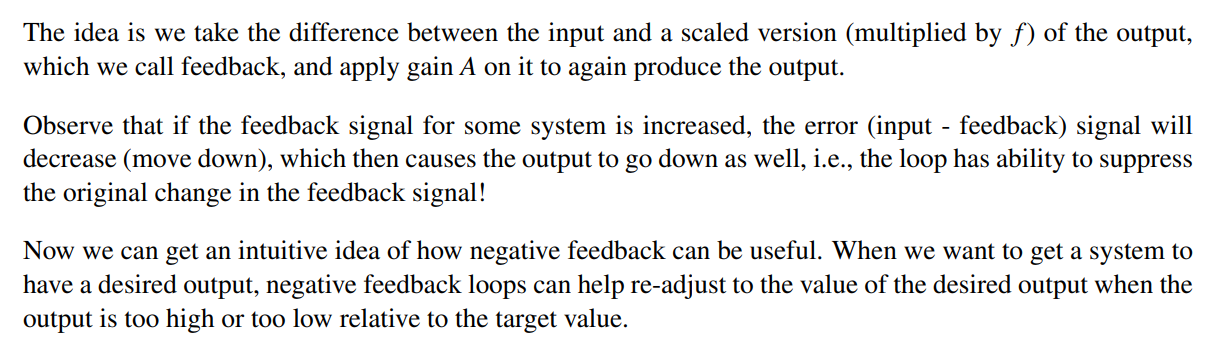 The idea is we take the difference between the input and a scaled version (multiplied by f) of the output,
which we call feedback, and apply gain A on it to again produce the output.
Observe that if the feedback signal for some system is increased, the error (input - feedback) signal will
decrease (move down), which then causes the output to go down as well, i.e., the loop has ability to suppress
the original change in the feedback signal!
Now we can get an intuitive idea of how negative feedback can be useful. When we want to get a system to
have a desired output, negative feedback loops can help re-adjust to the value of the desired output when the
output is too high or too low relative to the target value.